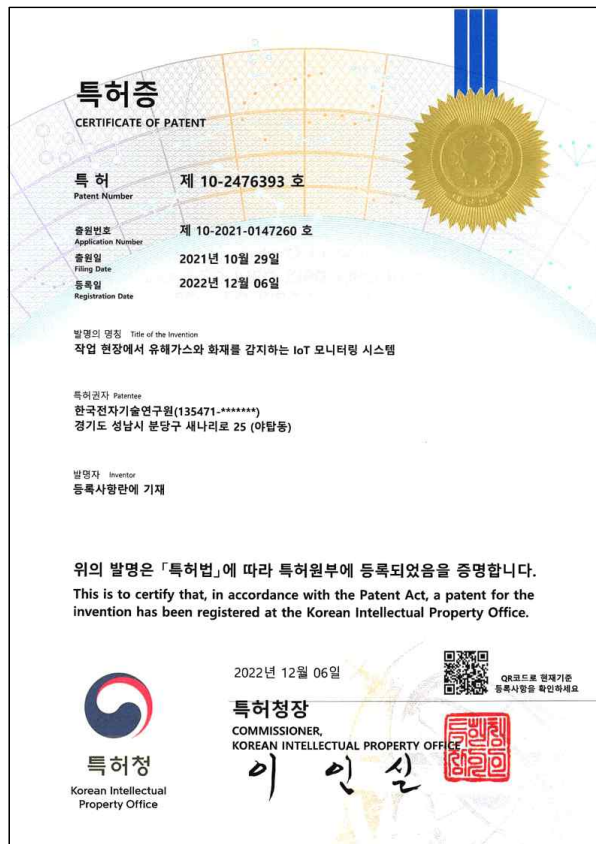 특허증
CERTIFICATE OF PATENT
특 허 제 10-2476393 호
Patent Number
출원번호 제 10-2021-0147260 호
Application Number
출원일 2021년 10월 29일
Filing Date
등록일 2022년 12월 06일
Registration Date
발명의 명칭 Title of the Invention
작업 현장에서 유해가스와 화재를 감지하는 IoT 모니터링 시스템
특허권자 Patentee
한국전자기술연구원(135471-*******)
경기도 성남시 분당구 새나리로 25 (야탑동)
발명자 Inventor
등록사항란에 기재
위의 발명은 「특허법」에 따라 특허원부에 등록되었음을 증명합니다.
This is to certify that, in accordance with the Patent Act, a patent for the
invention has been registered at the Korean Intellectual Property Office.
2022년 12월 06일
QR코드로 현재기준
등록사항을 확인하세요
특허청장
COMMISSIONER,
KOREAN INTELLECTUAL PROPERTY OFFICE
이 인 실
특허청
Korean Intellectual
Property Office